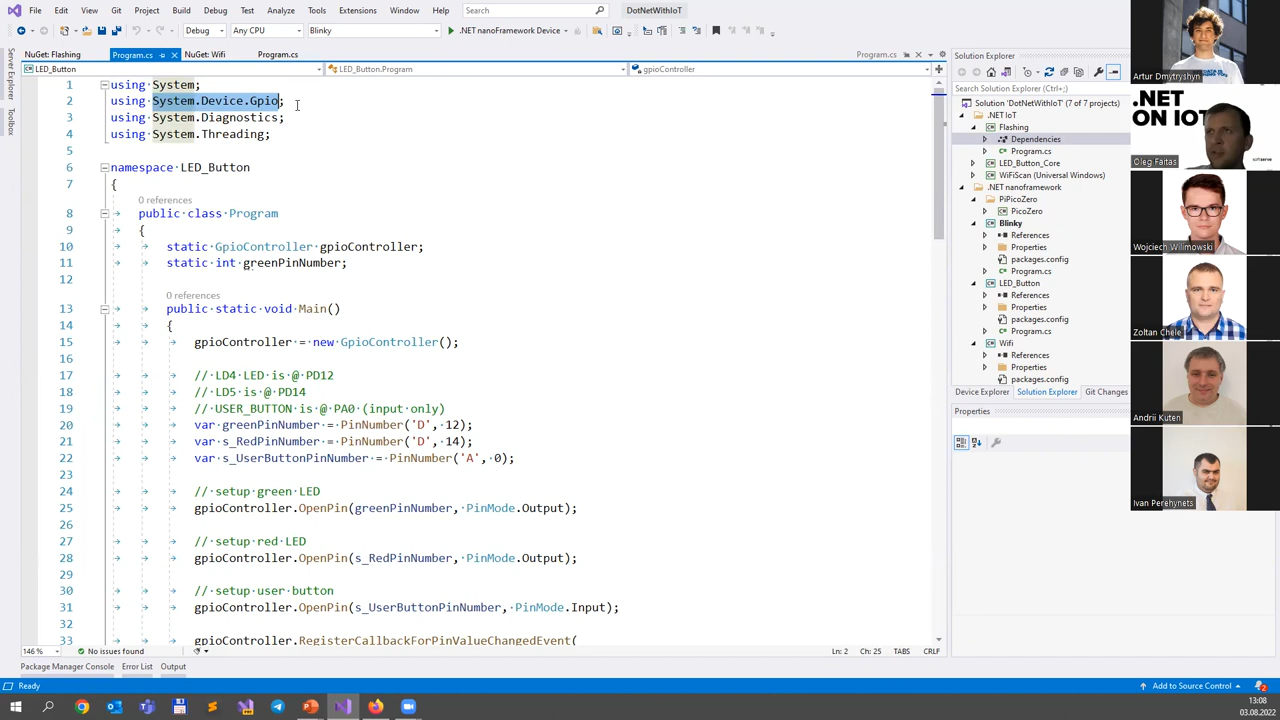 File Edit View Git Project Build Debug Test Analyze Tools Extensions Window Help Search DotNetWithIoT
Debug Any CPU Blinky .NET nanoFramework Device
Server Explorer
Toolbox
NuGet: Flashing Program.cs NuGet: Wifi Program.cs Program.cs
LED_Button LED_Button.Program gpioController
1 using System;
2 using System.Device.Gpio;
3 using System.Diagnostics;
4 using System.Threading;
5
6 namespace LED_Button
7 {
0 references
8 public class Program
9 {
10 static GpioController gpioController;
11 static int greenPinNumber;
12
0 references
13 public static void Main()
14 {
15 gpioController = new GpioController();
16
17 // LD4 LED is @ PD12
18 // LD5 is @ PD14
19 // USER_BUTTON is @ PA0 (input only)
20 var greenPinNumber = PinNumber('D', 12);
21 var s_RedPinNumber = PinNumber('D', 14);
22 var s_UserButtonPinNumber = PinNumber('A', 0);
23
24 // setup green LED
25 gpioController.OpenPin(greenPinNumber, PinMode.Output);
26
27 // setup red LED
28 gpioController.OpenPin(s_RedPinNumber, PinMode.Output);
29
30 // setup user button
31 gpioController.OpenPin(s_UserButtonPinNumber, PinMode.Input);
32
33 gpioController.RegisterCallbackForPinValueChangedEvent(
146 % No issues found Ln: 2 Ch: 25 TABS CRLF
Package Manager Console Error List Output
Ready Add to Source Control 2
Solution Explorer
Search Solution Explorer (Ctrl+;)
Solution 'DotNetWithIoT' (7 of 7 projects)
.NET IoT
Flashing
Dependencies
Program.cs
LED_Button_Core
WiFiScan (Universal Windows)
.NET nanoframework
PiPicoZero
PicoZero
Blinky
References
Properties
packages.config
Program.cs
LED_Button
References
Properties
packages.config
Program.cs
Wifi
References
Properties
packages.config
Device Explorer Solution Explorer Git Changes
Properties
Artur Dmytryshyn
.NET
ON IOT
softserve
Oleg Faitas
Wojciech Wilimowski
Zoltan Chele
Andrii Kuten
Ivan Perehynets
13:08
03.08.2022